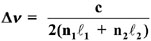 Δν = c / 2(n₁ℓ₁ + n₂ℓ₂)